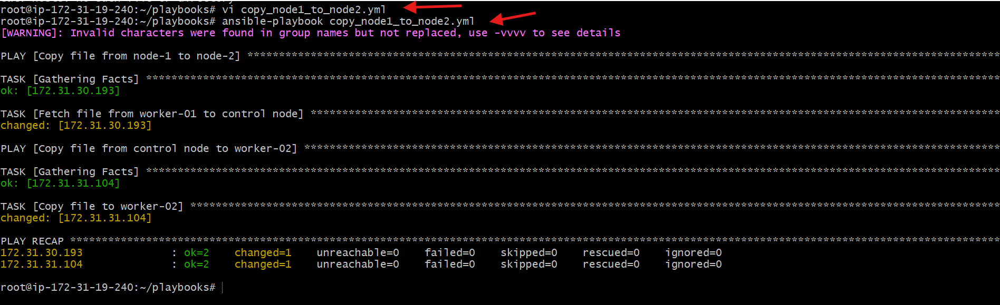 root@ip-172-31-19-240:~/playbooks# vi copy_node1_to_node2.yml
root@ip-172-31-19-240:~/playbooks# ansible-playbook copy_node1_to_node2.yml
[WARNING]: Invalid characters were found in group names but not replaced, use -vvvv to see details
PLAY [Copy file from node-1 to node-2] ***********************************************************************************************************************
TASK [Gathering Facts] ***************************************************************************************************************************************
ok: [172.31.30.193]
TASK [Fetch file from worker-01 to control node] *************************************************************************************************************
changed: [172.31.30.193]
PLAY [Copy file from control node to worker-02] **************************************************************************************************************
TASK [Gathering Facts] ***************************************************************************************************************************************
ok: [172.31.31.104]
TASK [Copy file to worker-02] ********************************************************************************************************************************
changed: [172.31.31.104]
PLAY RECAP ***************************************************************************************************************************************************
172.31.30.193 : ok=2 changed=1 unreachable=0 failed=0 skipped=0 rescued=0 ignored=0
172.31.31.104 : ok=2 changed=1 unreachable=0 failed=0 skipped=0 rescued=0 ignored=0
root@ip-172-31-19-240:~/playbooks#